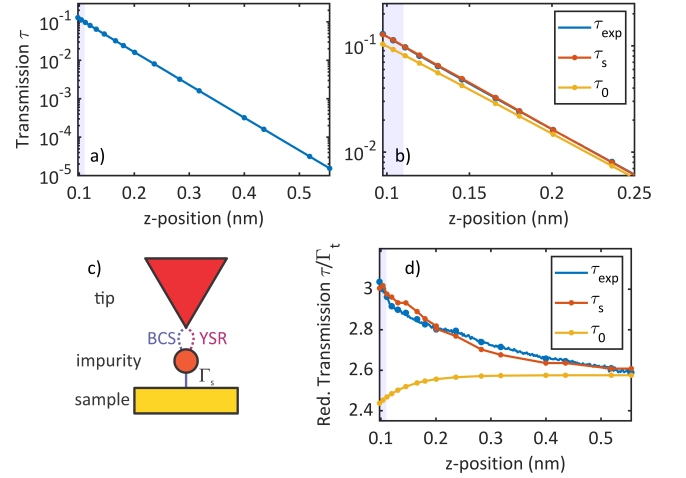 Transmission τ
10⁻¹
10⁻²
10⁻³
10⁻⁴
10⁻⁵
a)
0.1 0.2 0.3 0.4 0.5
z-position (nm)
10⁻¹
10⁻²
b)
τexp
τs
τ0
0.1 0.15 0.2 0.25
z-position (nm)
c)
tip
BCS YSR
impurity
Γs
sample
Red. Transmission τ/Γt
3
2.8
2.6
2.4
d)
τexp
τs
τ0
0.1 0.2 0.3 0.4 0.5
z-position (nm)